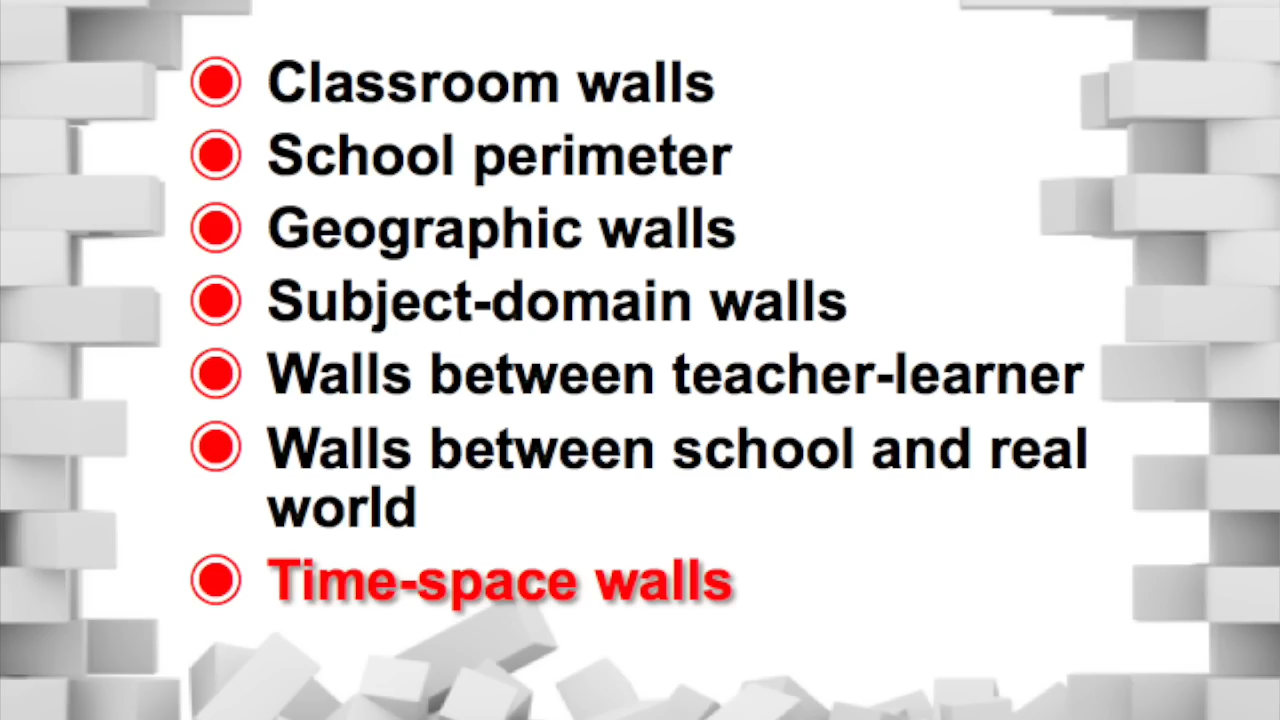 Classroom walls
School perimeter
Geographic walls
Subject-domain walls
Walls between teacher-learner
Walls between school and real
world
Time-space walls